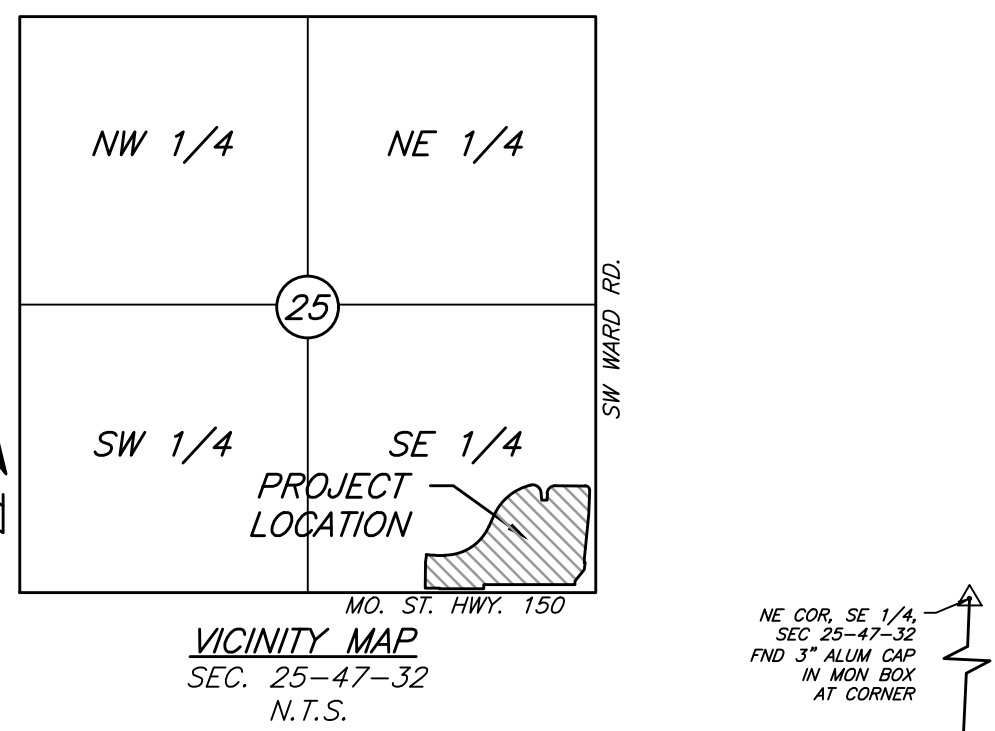 NW 1/4
NE 1/4
25
SW WARD RD.
SW 1/4
SE 1/4
PROJECT
LOCATION
MO. ST. HWY. 150
VICINITY MAP
SEC. 25-47-32
N.T.S.
NE COR, SE 1/4,
SEC 25-47-32
FND 3" ALUM CAP
IN MON BOX
AT CORNER